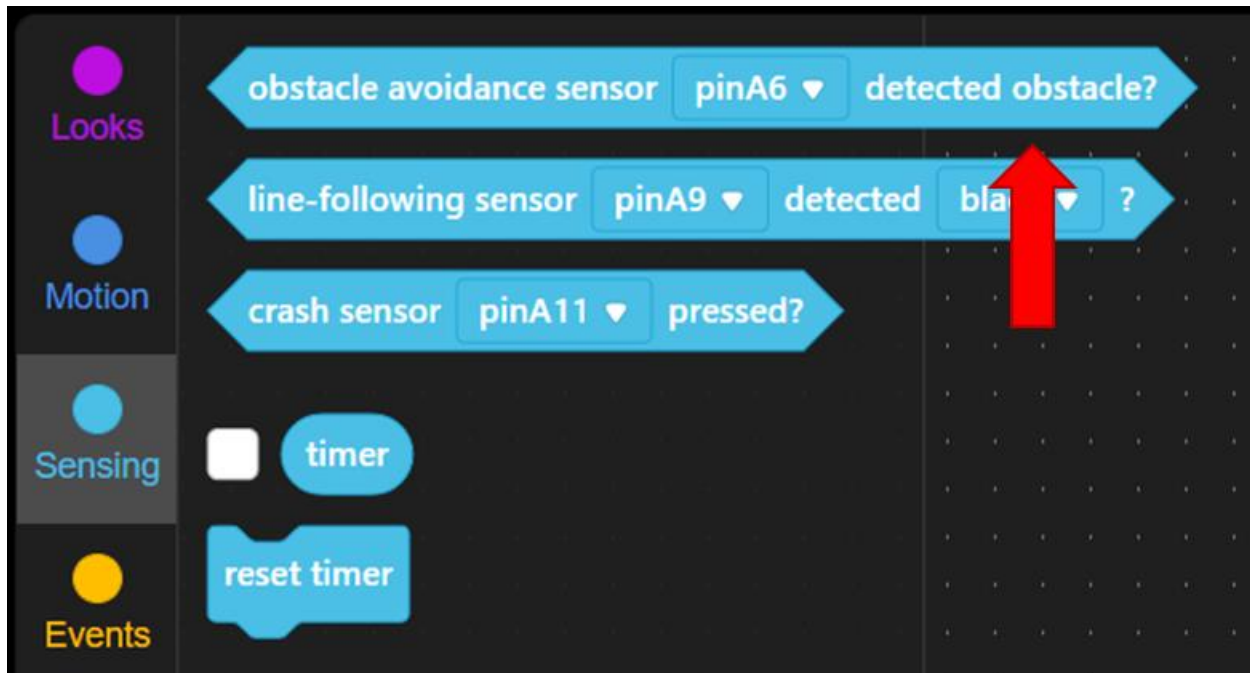 Looks
Motion
Sensing
Events
obstacle avoidance sensor pinA6 detected obstacle?
line-following sensor pinA9 detected ?
crash sensor pinA11 pressed?
timer
reset timer